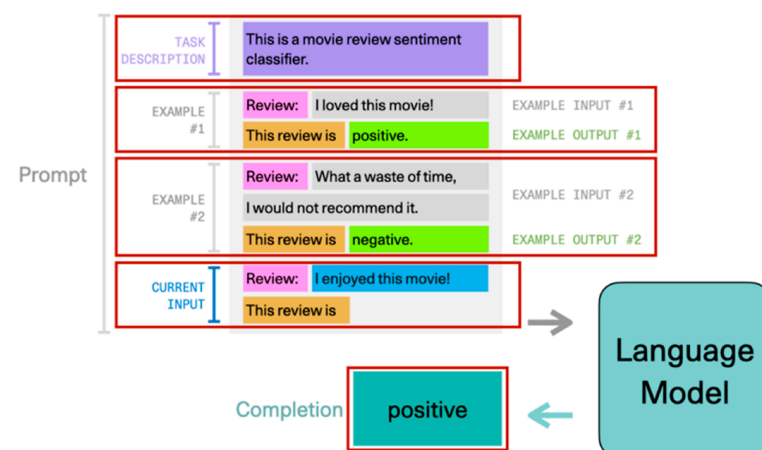 TASK
DESCRIPTION
This is a movie review sentiment
classifier.
EXAMPLE
#1
Review: I loved this movie!
EXAMPLE INPUT #1
This review is positive.
EXAMPLE OUTPUT #1
Prompt
EXAMPLE
#2
Review: What a waste of time,
I would not recommend it.
EXAMPLE INPUT #2
This review is negative.
EXAMPLE OUTPUT #2
CURRENT
INPUT
Review: I enjoyed this movie!
This review is
Language
Model
Completion
positive